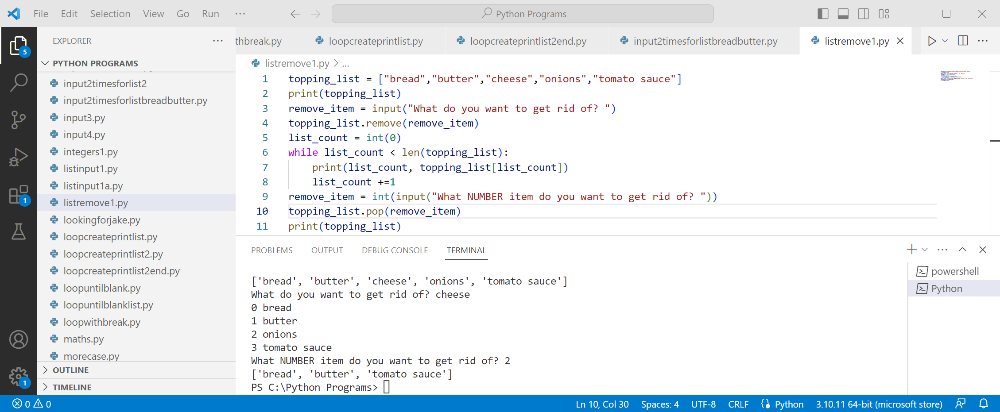 File Edit Selection View Go Run ...
Python Programs
EXPLORER ...
thbreak.py loopcreateprintlist.py loopcreateprintlist2end.py input2timesforlistbreadbutter.py listremove1.py
5
PYTHON PROGRAMS
input2timesforlist2
input2timesforlistbreadbutter.py
input3.py
input4.py
integers1.py
listinput1.py
listinput1a.py
listremove1.py
lookingforjake.py
loopcreateprintlist.py
loopcreateprintlist2.py
loopcreateprintlist2end.py
loopuntilblank.py
loopuntilblanklist.py
loopwithbreak.py
maths.py
morecase.py
OUTLINE
TIMELINE
1
1
listremove1.py > ...
1 topping_list = ["bread","butter","cheese","onions","tomato sauce"]
2 print(topping_list)
3 remove_item = input("What do you want to get rid of? ")
4 topping_list.remove(remove_item)
5 list_count = int(0)
6 while list_count < len(topping_list):
7     print(list_count, topping_list[list_count])
8     list_count +=1
9 remove_item = int(input("What NUMBER item do you want to get rid of? "))
10 topping_list.pop(remove_item)
11 print(topping_list)
PROBLEMS OUTPUT DEBUG CONSOLE TERMINAL
['bread', 'butter', 'cheese', 'onions', 'tomato sauce']
What do you want to get rid of? cheese
0 bread
1 butter
2 onions
3 tomato sauce
What NUMBER item do you want to get rid of? 2
['bread', 'butter', 'tomato sauce']
PS C:\Python Programs>
powershell
Python
0 0 Ln 10, Col 30 Spaces: 4 UTF-8 CRLF Python 3.10.11 64-bit (microsoft store)